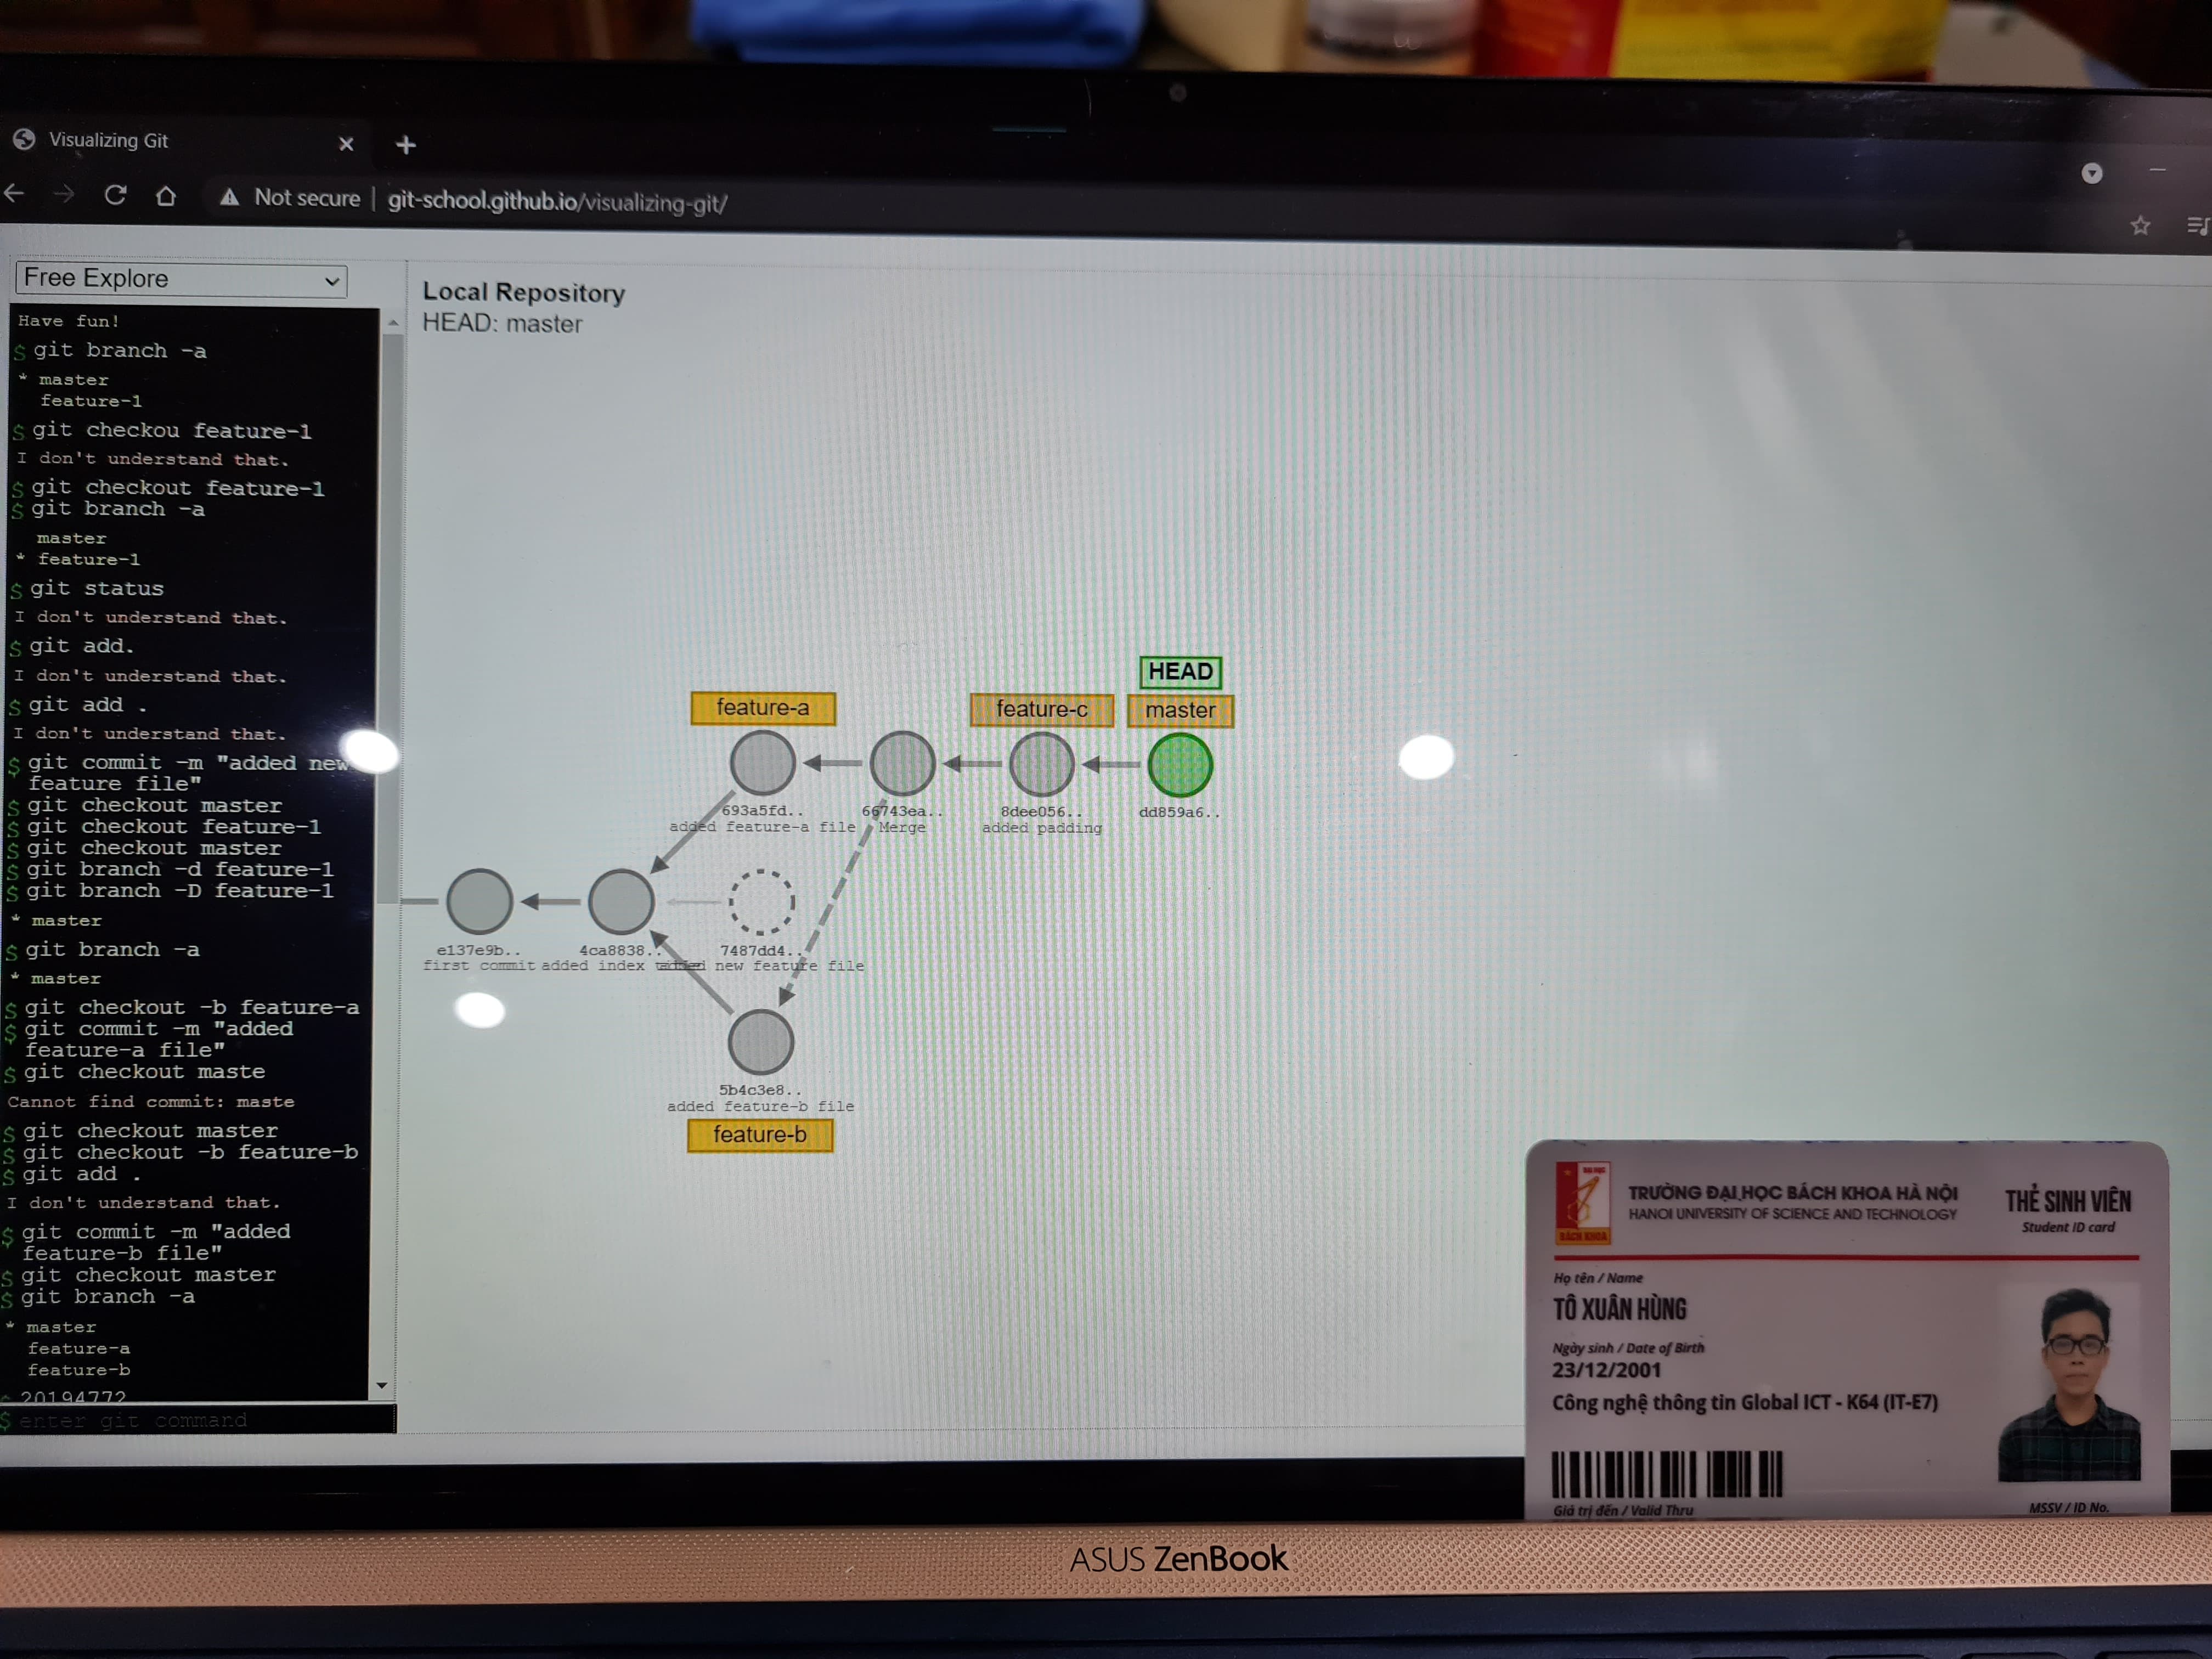 Visualizing Git
Not secure | git-school.github.io/visualizing-git/
Free Explore
Have fun!
$ git branch -a
* master
feature-1
$ git checkou feature-1
I don't understand that.
$ git checkout feature-1
$ git branch -a
master
* feature-1
$ git status
I don't understand that.
$ git add.
I don't understand that.
$ git add .
I don't understand that.
$ git commit -m "added new
feature file"
$ git checkout master
$ git checkout feature-1
$ git checkout master
$ git branch -d feature-1
$ git branch -D feature-1
* master
$ git branch -a
* master
$ git checkout -b feature-a
$ git commit -m "added
feature-a file"
$ git checkout maste
Cannot find commit: maste
$ git checkout master
$ git checkout -b feature-b
$ git add .
I don't understand that.
$ git commit -m "added
feature-b file"
$ git checkout master
$ git branch -a
* master
feature-a
feature-b
20194772
$ enter git command
Local Repository
HEAD: master
HEAD
feature-a
feature-c
master
693a5fd..
added feature-a file
66743ea..
Merge
8dee056..
added padding
dd859a6..
e137e9b..
first commit
4ca8838..
added index
7487dd4..
new feature file
5b4c3e8..
added feature-b file
feature-b
ĐẠI HỌC
BÁCH KHOA
TRƯỜNG ĐẠI HỌC BÁCH KHOA HÀ NỘI
HANOI UNIVERSITY OF SCIENCE AND TECHNOLOGY
THẺ SINH VIÊN
Student ID card
Họ tên / Name
TÔ XUÂN HÙNG
Ngày sinh / Date of Birth
23/12/2001
Công nghệ thông tin Global ICT - K64 (IT-E7)
Giá trị đến / Valid Thru
MSSV / ID No.
ASUS ZenBook